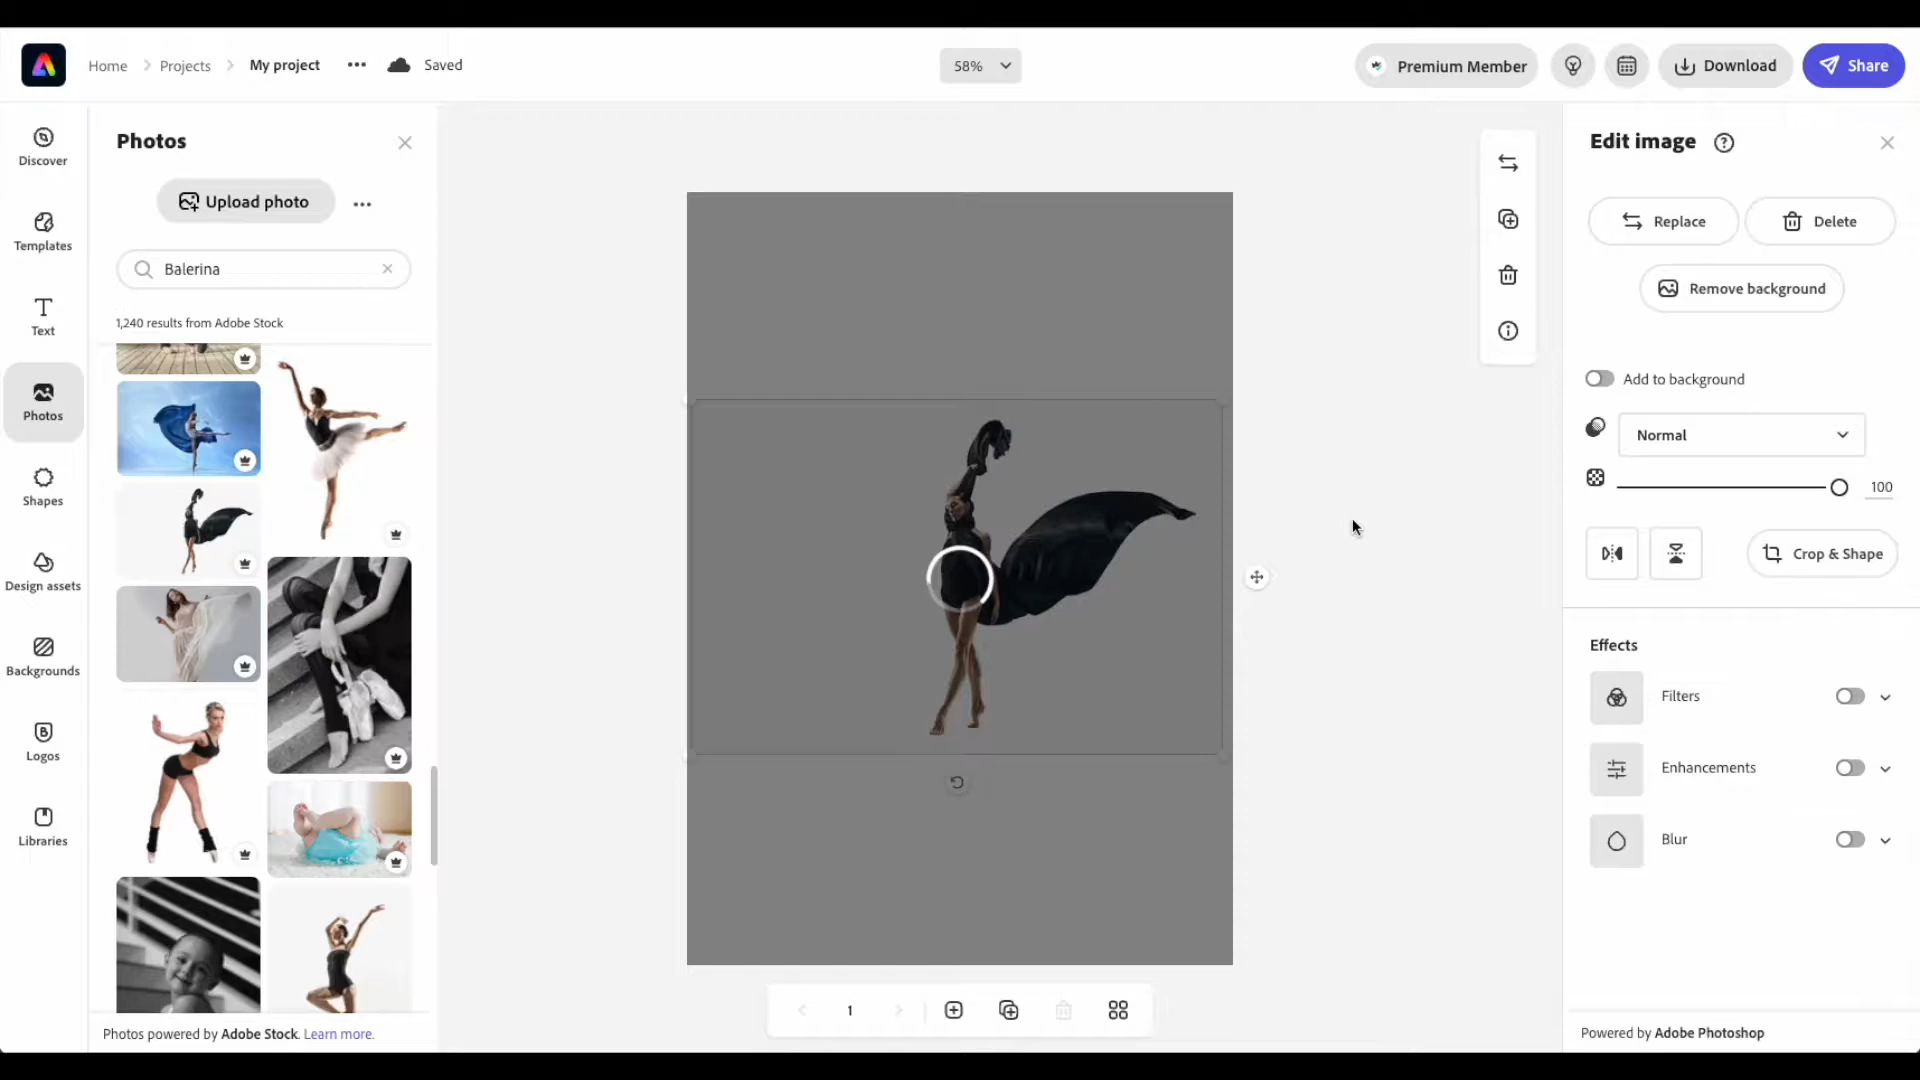 Home
Projects
My project
Saved
58%
Premium Member
Download
Share
Discover
Templates
Text
Photos
Shapes
Design assets
Backgrounds
Logos
Libraries
Photos
Upload photo
Balerina
1,240 results from Adobe Stock
Photos powered by Adobe Stock. Learn more.
1
Edit image
Replace
Delete
Remove background
Add to background
Normal
100
Crop & Shape
Effects
Filters
Enhancements
Blur
Powered by Adobe Photoshop